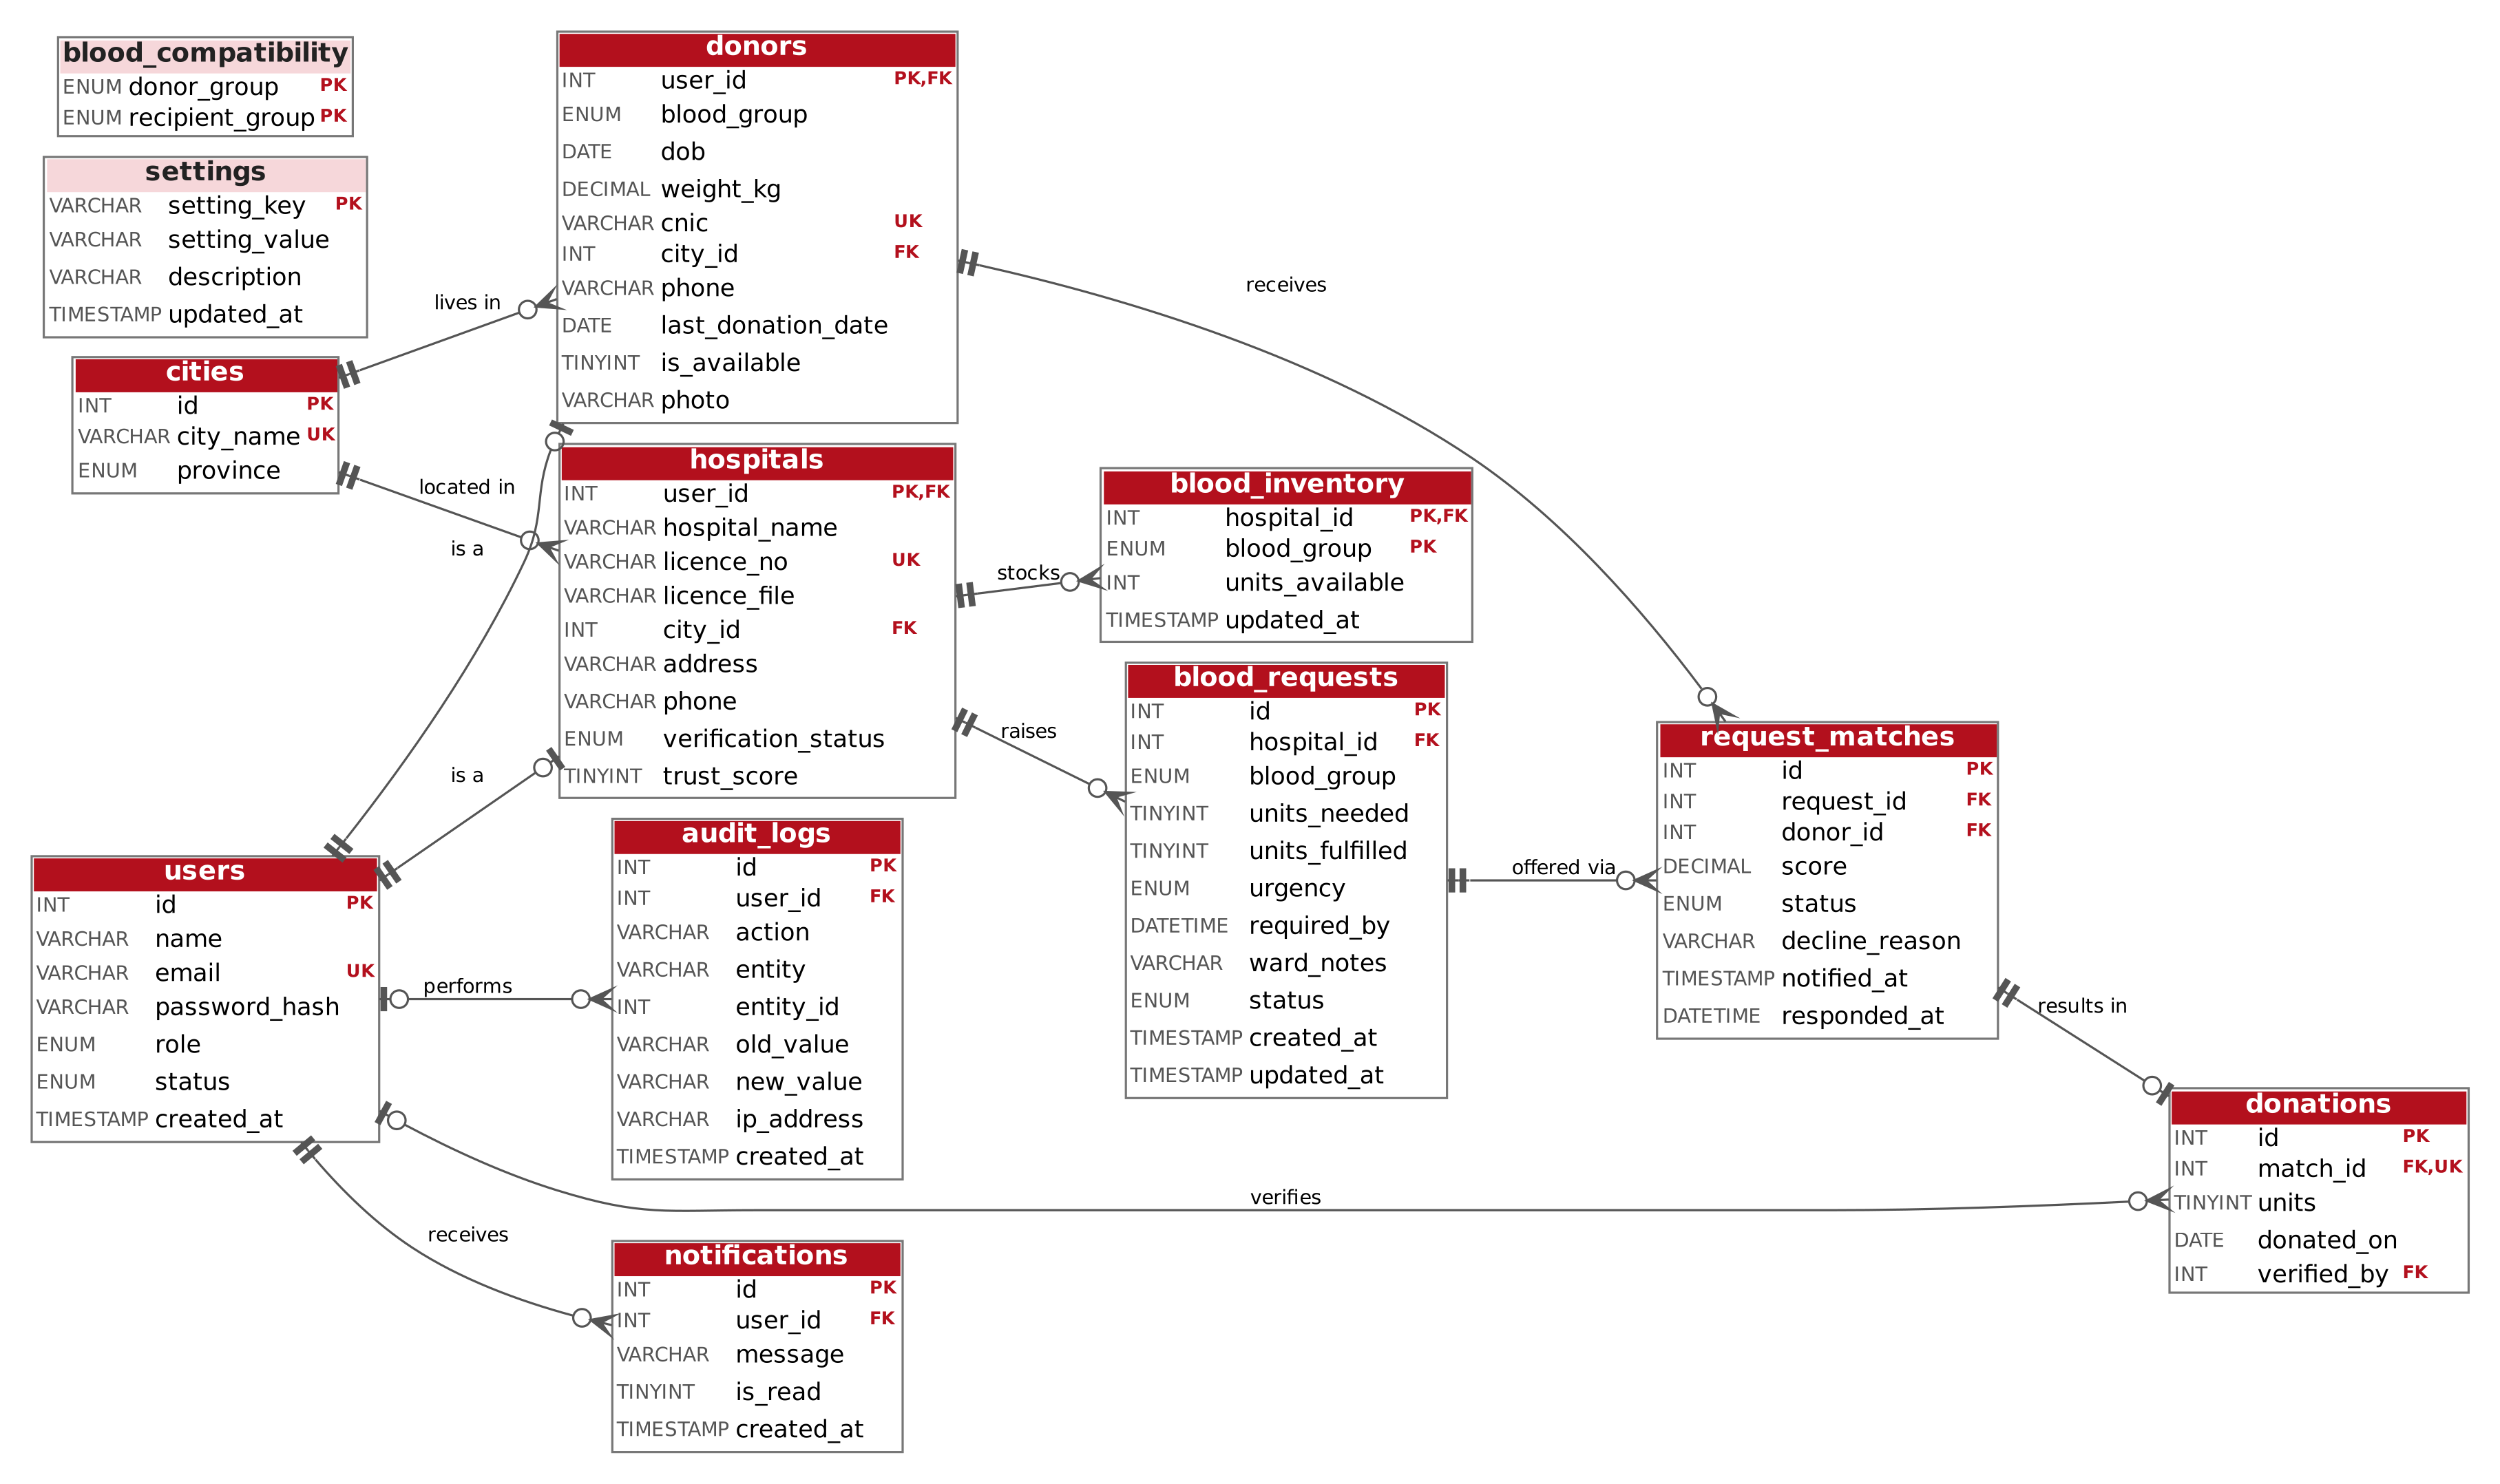 blood_compatibility
ENUM donor_group PK
ENUM recipient_group PK
settings
VARCHAR setting_key PK
VARCHAR setting_value
VARCHAR description
TIMESTAMP updated_at
cities
INT id PK
VARCHAR city_name UK
ENUM province
donors
INT user_id PK,FK
ENUM blood_group
DATE dob
DECIMAL weight_kg
VARCHAR cnic UK
INT city_id FK
VARCHAR phone
DATE last_donation_date
TINYINT is_available
VARCHAR photo
lives in
located in
is a
is a
receives
hospitals
INT user_id PK,FK
VARCHAR hospital_name
VARCHAR licence_no UK
VARCHAR licence_file
INT city_id FK
VARCHAR address
VARCHAR phone
ENUM verification_status
TINYINT trust_score
stocks
raises
blood_inventory
INT hospital_id PK,FK
ENUM blood_group PK
INT units_available
TIMESTAMP updated_at
blood_requests
INT id PK
INT hospital_id FK
ENUM blood_group
TINYINT units_needed
TINYINT units_fulfilled
ENUM urgency
DATETIME required_by
VARCHAR ward_notes
ENUM status
TIMESTAMP created_at
TIMESTAMP updated_at
offered via
request_matches
INT id PK
INT request_id FK
INT donor_id FK
DECIMAL score
ENUM status
VARCHAR decline_reason
TIMESTAMP notified_at
DATETIME responded_at
results in
users
INT id PK
VARCHAR name
VARCHAR email UK
VARCHAR password_hash
ENUM role
ENUM status
TIMESTAMP created_at
performs
audit_logs
INT id PK
INT user_id FK
VARCHAR action
VARCHAR entity
INT entity_id
VARCHAR old_value
VARCHAR new_value
VARCHAR ip_address
TIMESTAMP created_at
verifies
donations
INT id PK
INT match_id FK,UK
TINYINT units
DATE donated_on
INT verified_by FK
receives
notifications
INT id PK
INT user_id FK
VARCHAR message
TINYINT is_read
TIMESTAMP created_at